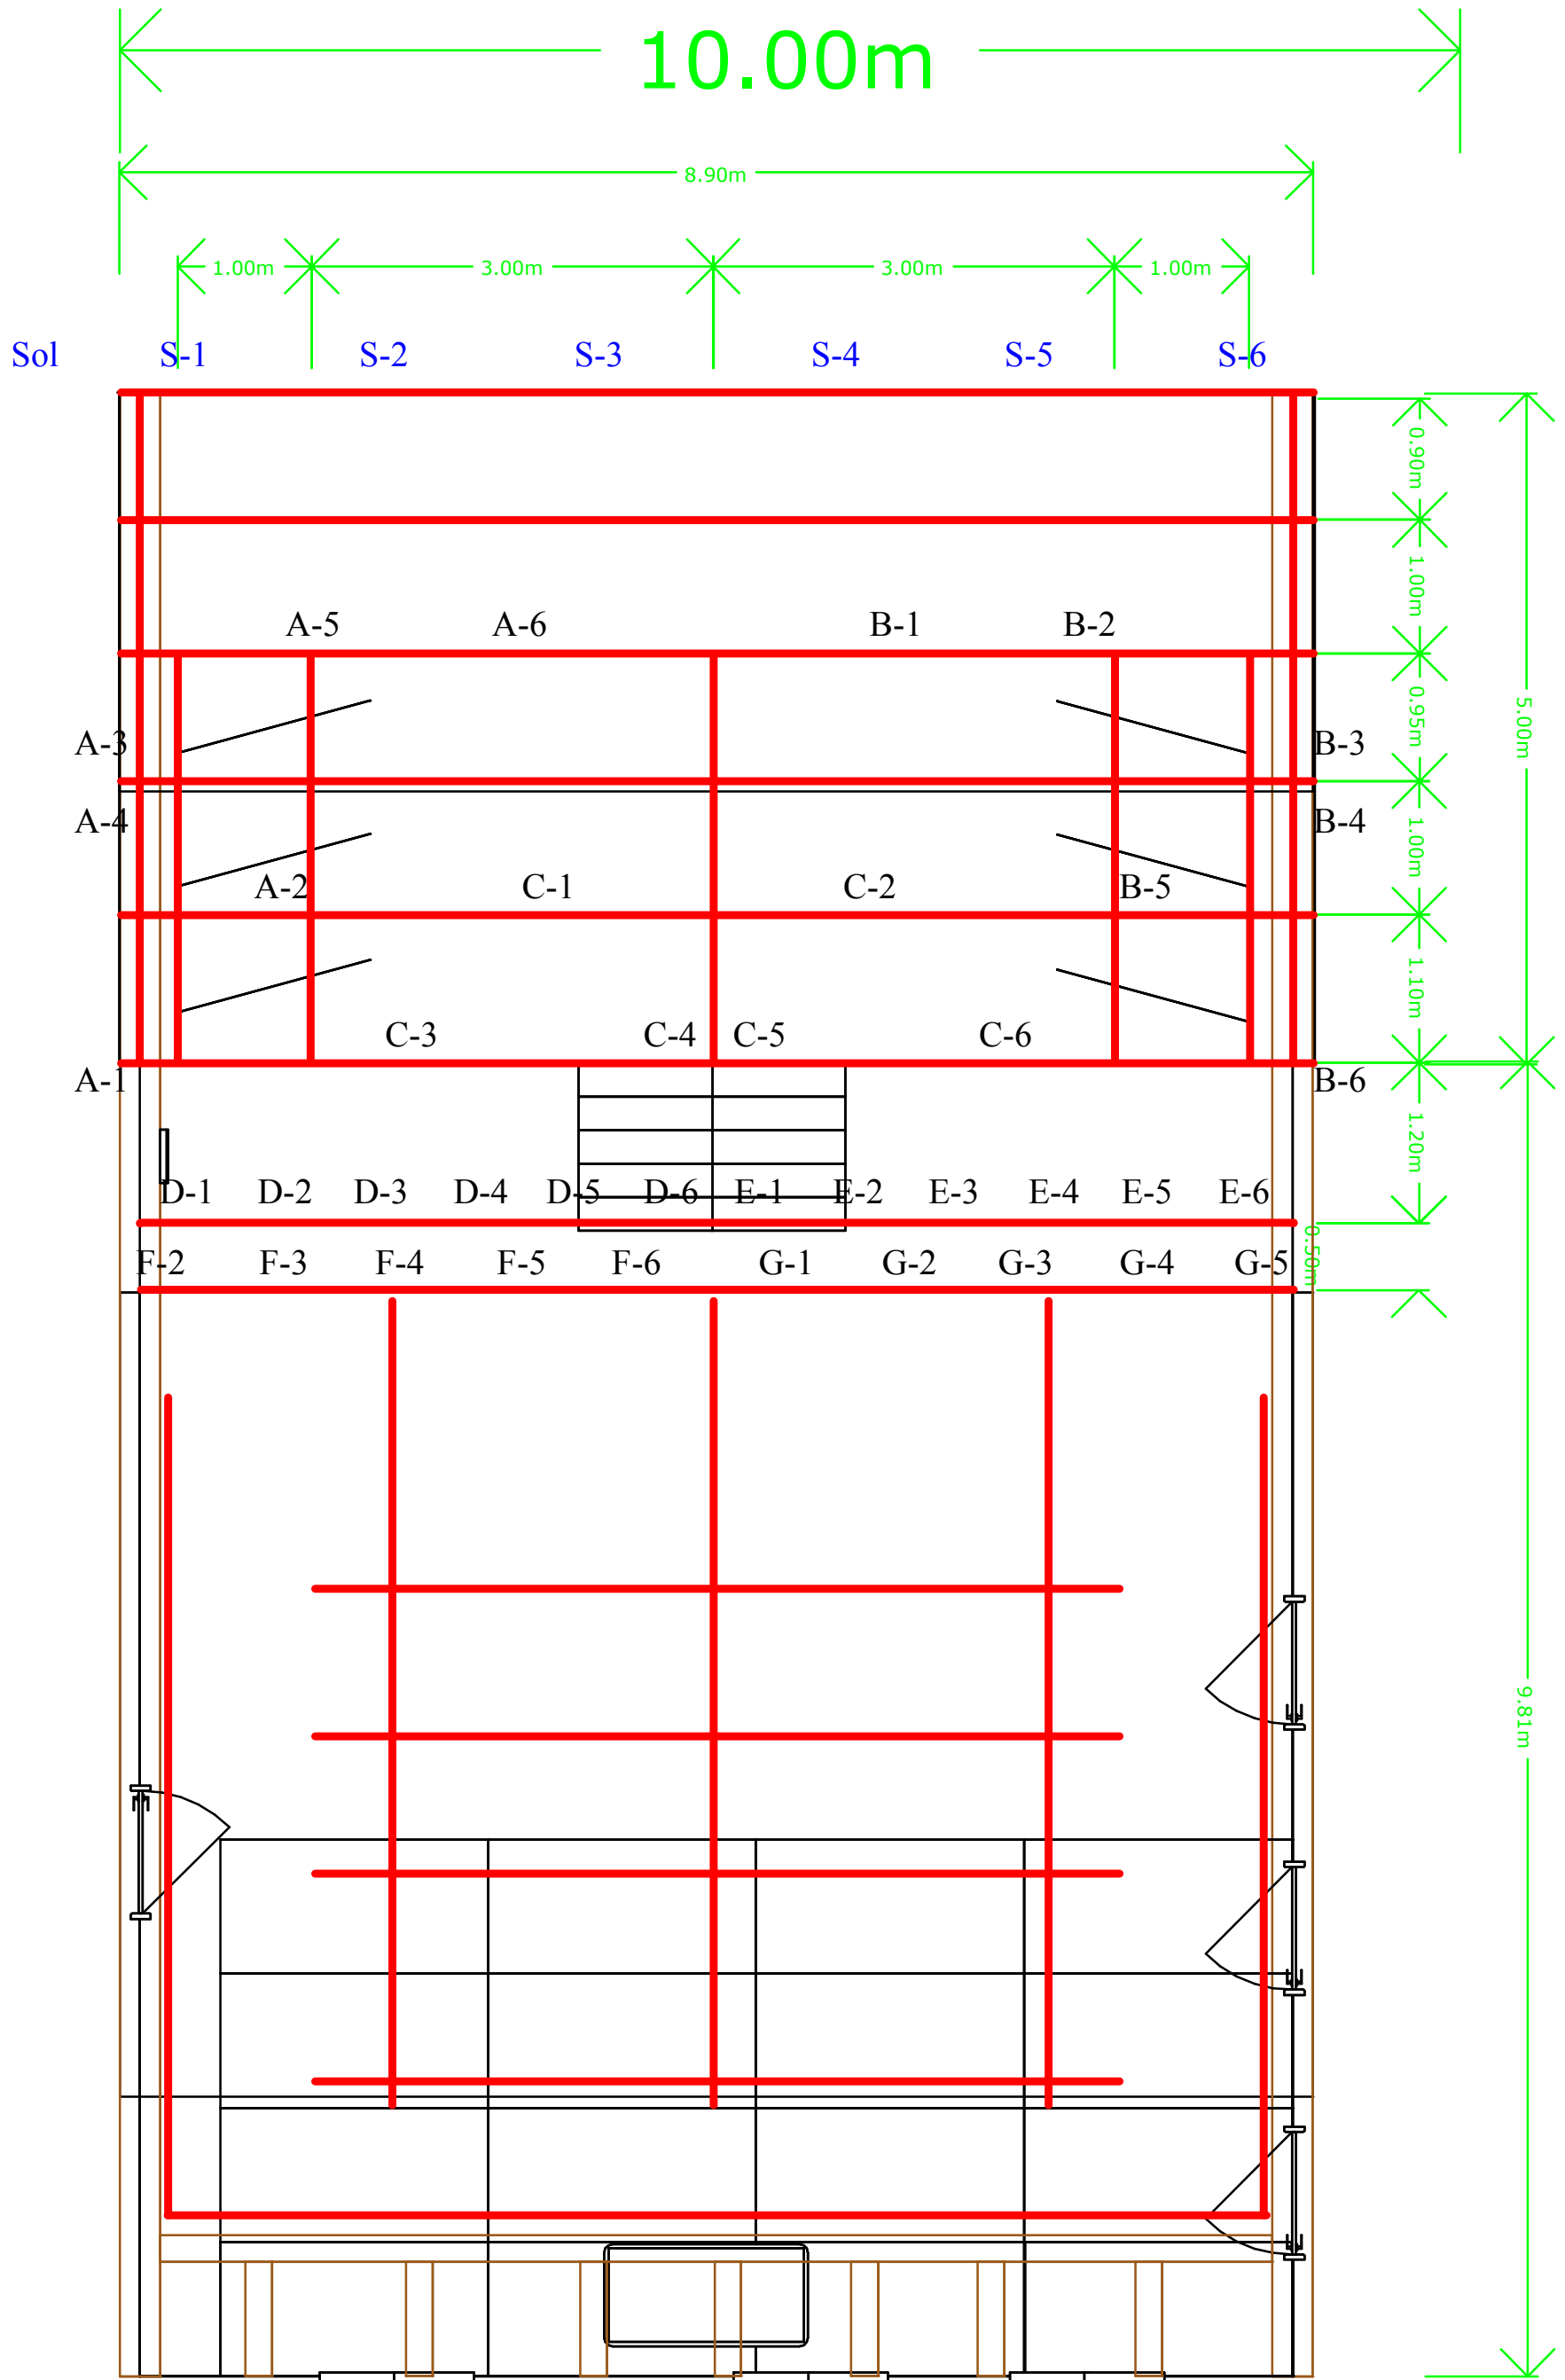 10.00m
8.90m
1.00m 3.00m 3.00m 1.00m
Sol S-1 S-2 S-3 S-4 S-5 S-6
0.90m
1.00m
A-5 A-6 B-1 B-2
0.95m
5.00m
A-3 B-3
A-4 B-4
1.00m
A-2 C-1 C-2 B-5
1.10m
C-3 C-4 C-5 C-6
A-1 B-6
1.20m
D-1 D-2 D-3 D-4 D-5 D-6 E-1 E-2 E-3 E-4 E-5 E-6
0.50m
F-2 F-3 F-4 F-5 F-6 G-1 G-2 G-3 G-4 G-5
9.81m